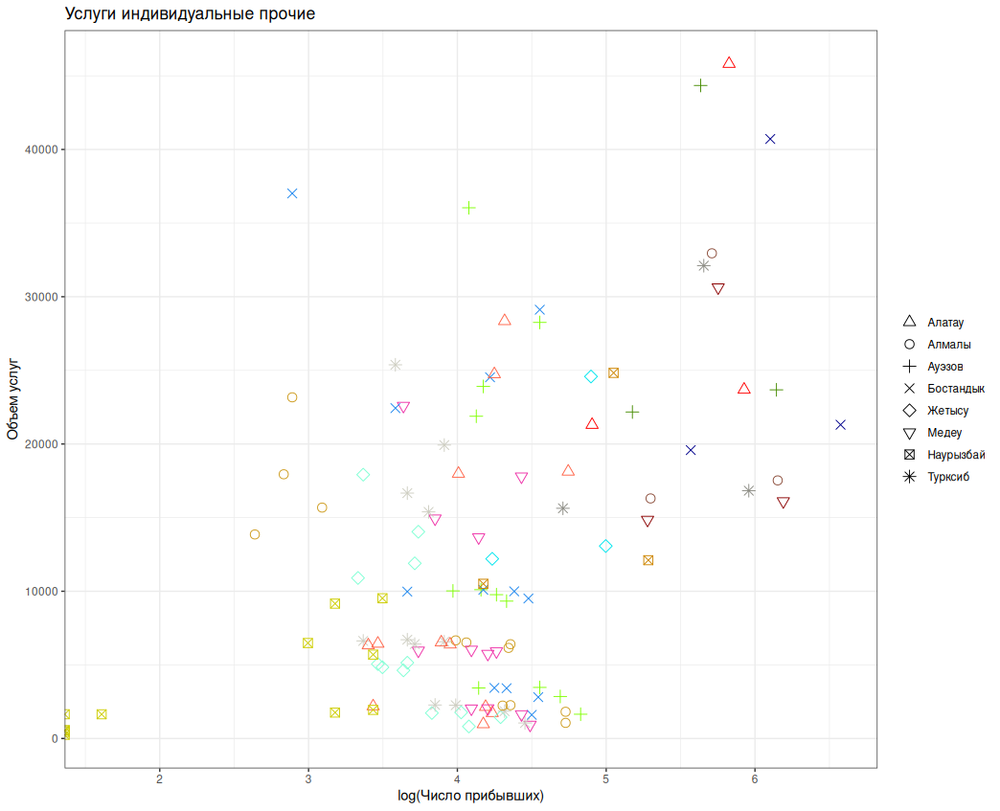 Услуги индивидуальные прочие
Объем услуг
40000
30000
20000
10000
0
2 3 4 5 6
log(Число прибывших)
Алатау
Алмалы
Ауэзов
Бостандык
Жетысу
Медеу
Наурызбай
Турксиб